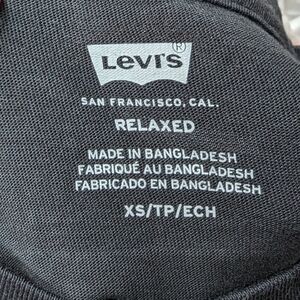 Levi's®
SAN FRANCISCO, CAL.
RELAXED
MADE IN BANGLADESH
FABRIQUÉ AU BANGLADESH
FABRICADO EN BANGLADESH
XS/TP/ECH